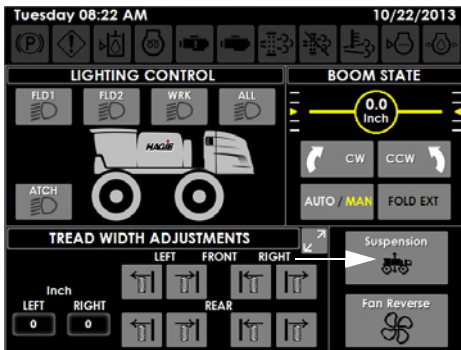 Tuesday 08:22 AM 10/22/2013
(P)
LIGHTING CONTROL
FLD1 FLD2 WRK ALL
HAGIE
ATCH
BOOM STATE
0.0
Inch
CW CCW
AUTO / MAN FOLD EXT
TREAD WIDTH ADJUSTMENTS
LEFT FRONT RIGHT
Inch
LEFT RIGHT
REAR
0 0
Suspension
Fan Reverse